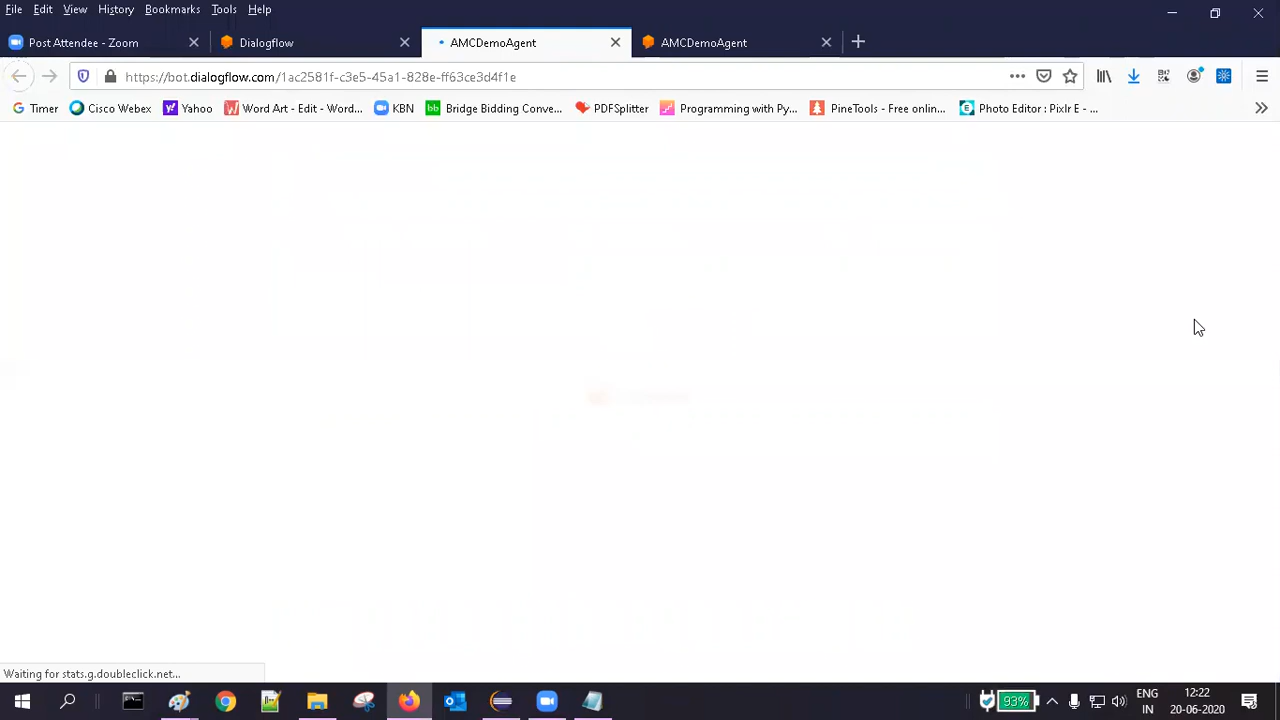 File Edit View History Bookmarks Tools Help
Post Attendee - Zoom Dialogflow AMCDemoAgent AMCDemoAgent
https://bot.dialogflow.com/1ac2581f-c3e5-45a1-828e-ff63ce3d4f1e
Timer Cisco Webex Yahoo Word Art - Edit - Word... KBN Bridge Bidding Conve... PDFSplitter Programming with Py... PineTools - Free onlin... Photo Editor : Pixlr E - ...
Waiting for stats.g.doubleclick.net...
93% ENG 12:22
IN 20-06-2020